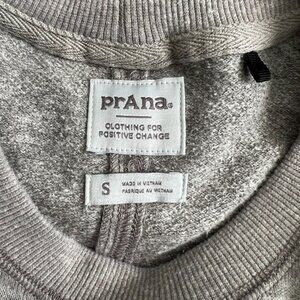 prAna®
CLOTHING FOR
POSITIVE CHANGE
S
MADE IN VIETNAM
FABRIQUÉ AU VIETNAM